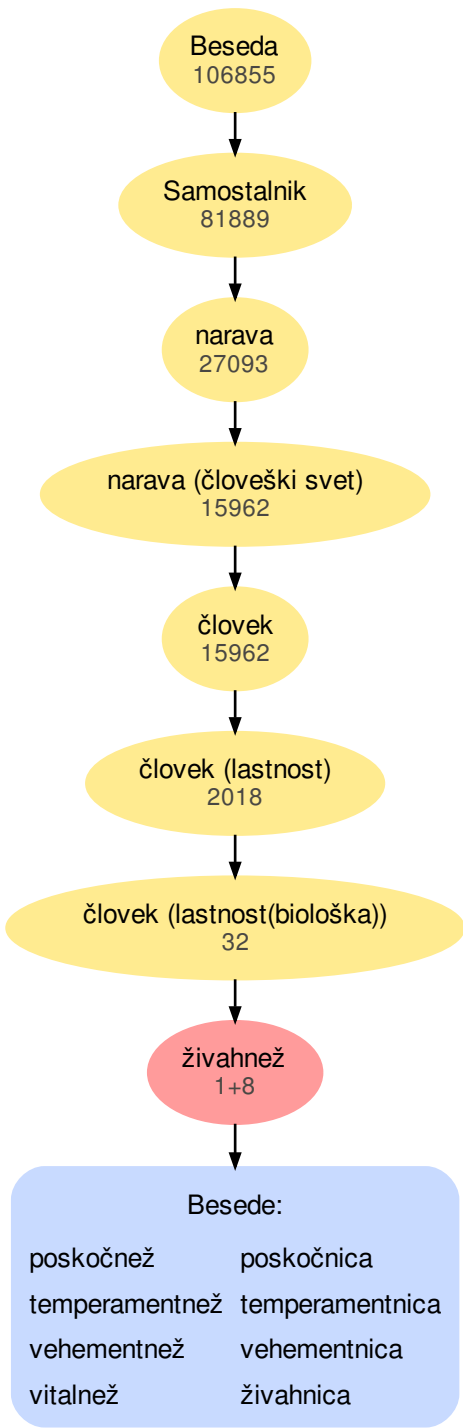 Beseda
106855
Samostalnik
81889
narava
27093
narava (človeški svet)
15962
človek
15962
človek (lastnost)
2018
človek (lastnost(biološka))
32
živahnež
1+8
Besede:
poskočnež poskočnica
temperamentnež temperamentnica
vehementnež vehementnica
vitalnež živahnica